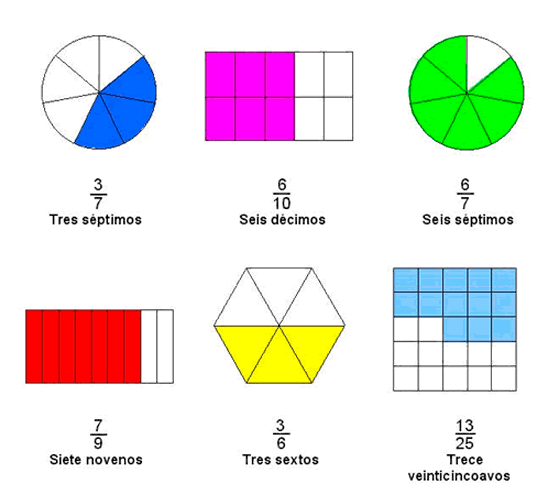 3/7
Tres séptimos
6/10
Seis décimos
6/7
Seis séptimos
7/9
Siete novenos
3/6
Tres sextos
13/25
Trece
veinticincoavos